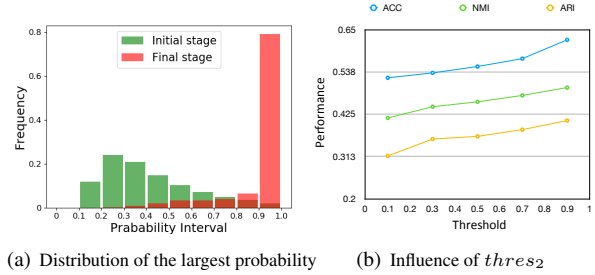 Initial stage
Final stage
0.8
0.6
0.4
0.2
0
Frequency
0 0.1 0.2 0.3 0.4 0.5 0.6 0.7 0.8 0.9 1.0
Prabability Interval
(a) Distribution of the largest probability
ACC NMI ARI
0.65
0.538
0.425
0.313
0.2
Performance
0 0.1 0.3 0.5 0.7 0.9 1
Threshold
(b) Influence of thres2